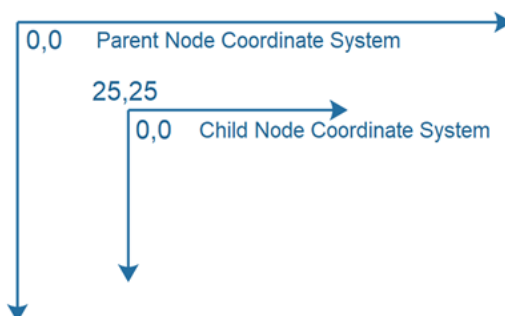 0,0 Parent Node Coordinate System
25,25
0,0 Child Node Coordinate System